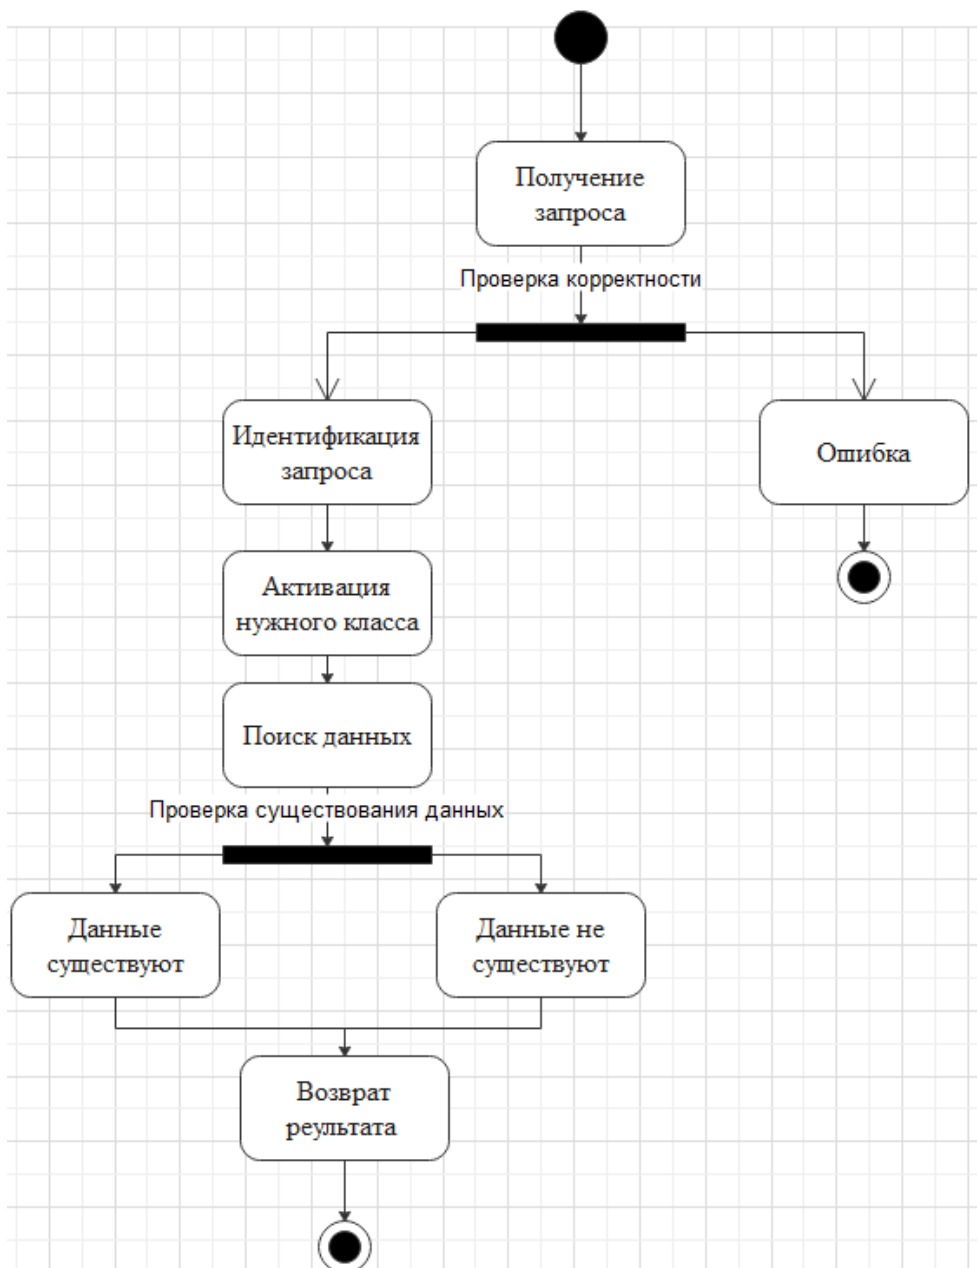 Получение
запроса
Проверка корректности
Идентификация
запроса
Ошибка
Активация
нужного класса
Поиск данных
Проверка существования данных
Данные
существуют
Данные не
существуют
Возврат
реультата